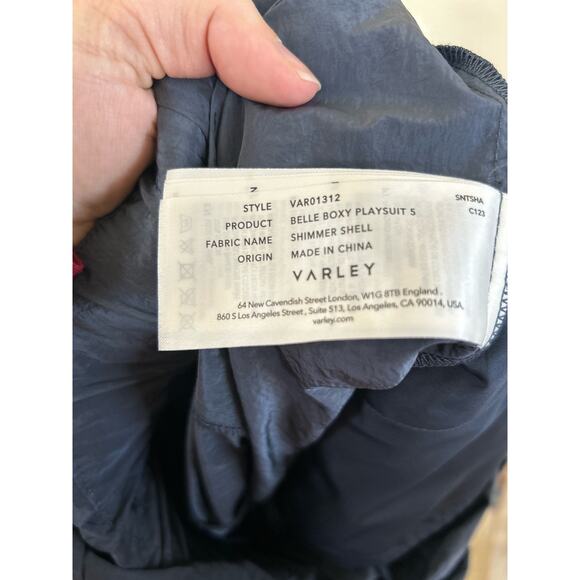 STYLE VAR01312 SNTSHA
PRODUCT BELLE BOXY PLAYSUIT 5 C123
FABRIC NAME SHIMMER SHELL
ORIGIN MADE IN CHINA
VARLEY
64 New Cavendish Street London, W1G 8TB England.
860 S Los Angeles Street, Suite 513, Los Angeles, CA 90014, USA
varley.com